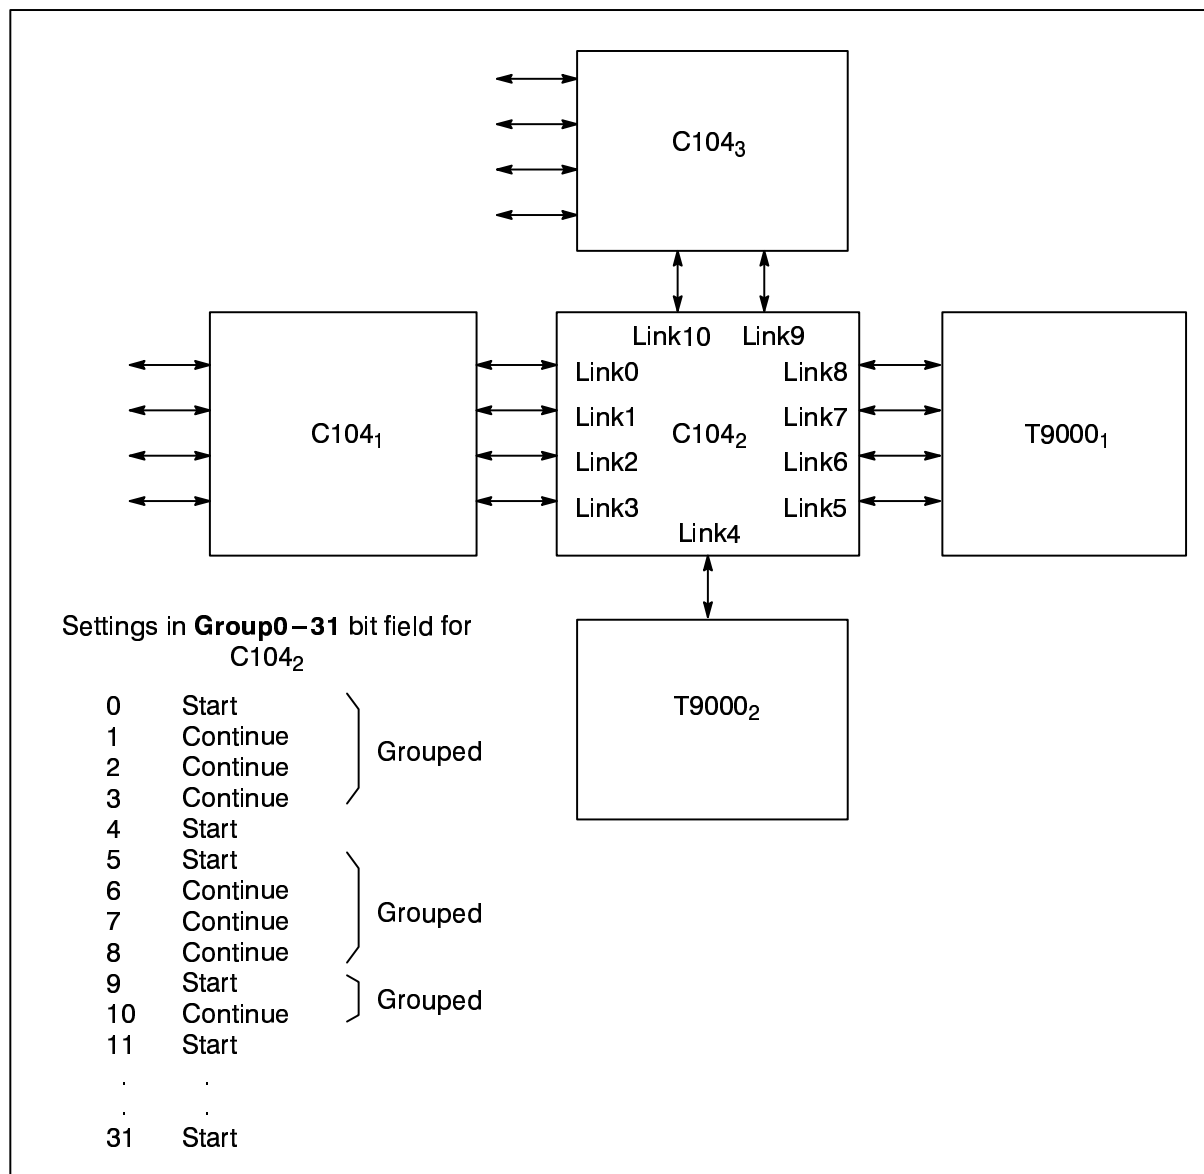 C104₃
Link10 Link9
Link0 Link8
Link1 Link7
C104₁ C104₂ T9000₁
Link2 Link6
Link3 Link5
Link4
Settings in Group0–31 bit field for
C104₂
T9000₂
0 Start
1 Continue
Grouped
2 Continue
3 Continue
4 Start
5 Start
6 Continue
Grouped
7 Continue
8 Continue
9 Start
Grouped
10 Continue
11 Start
. .
. .
31 Start